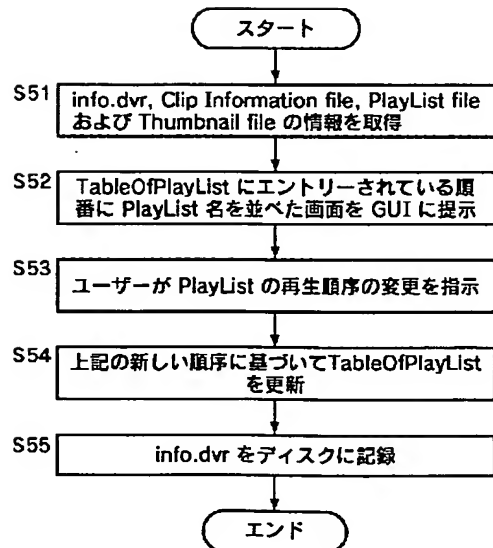 スタート
S51
info.dvr, Clip Information file, PlayList file
および Thumbnail file の情報を取得
S52
TableOfPlayList にエントリーされている順
番に PlayList 名を並べた画面を GUI に提示
S53
ユーザーが PlayList の再生順序の変更を指示
S54
上記の新しい順序に基づいてTableOfPlayList
を更新
S55
info.dvr をディスクに記録
エンド